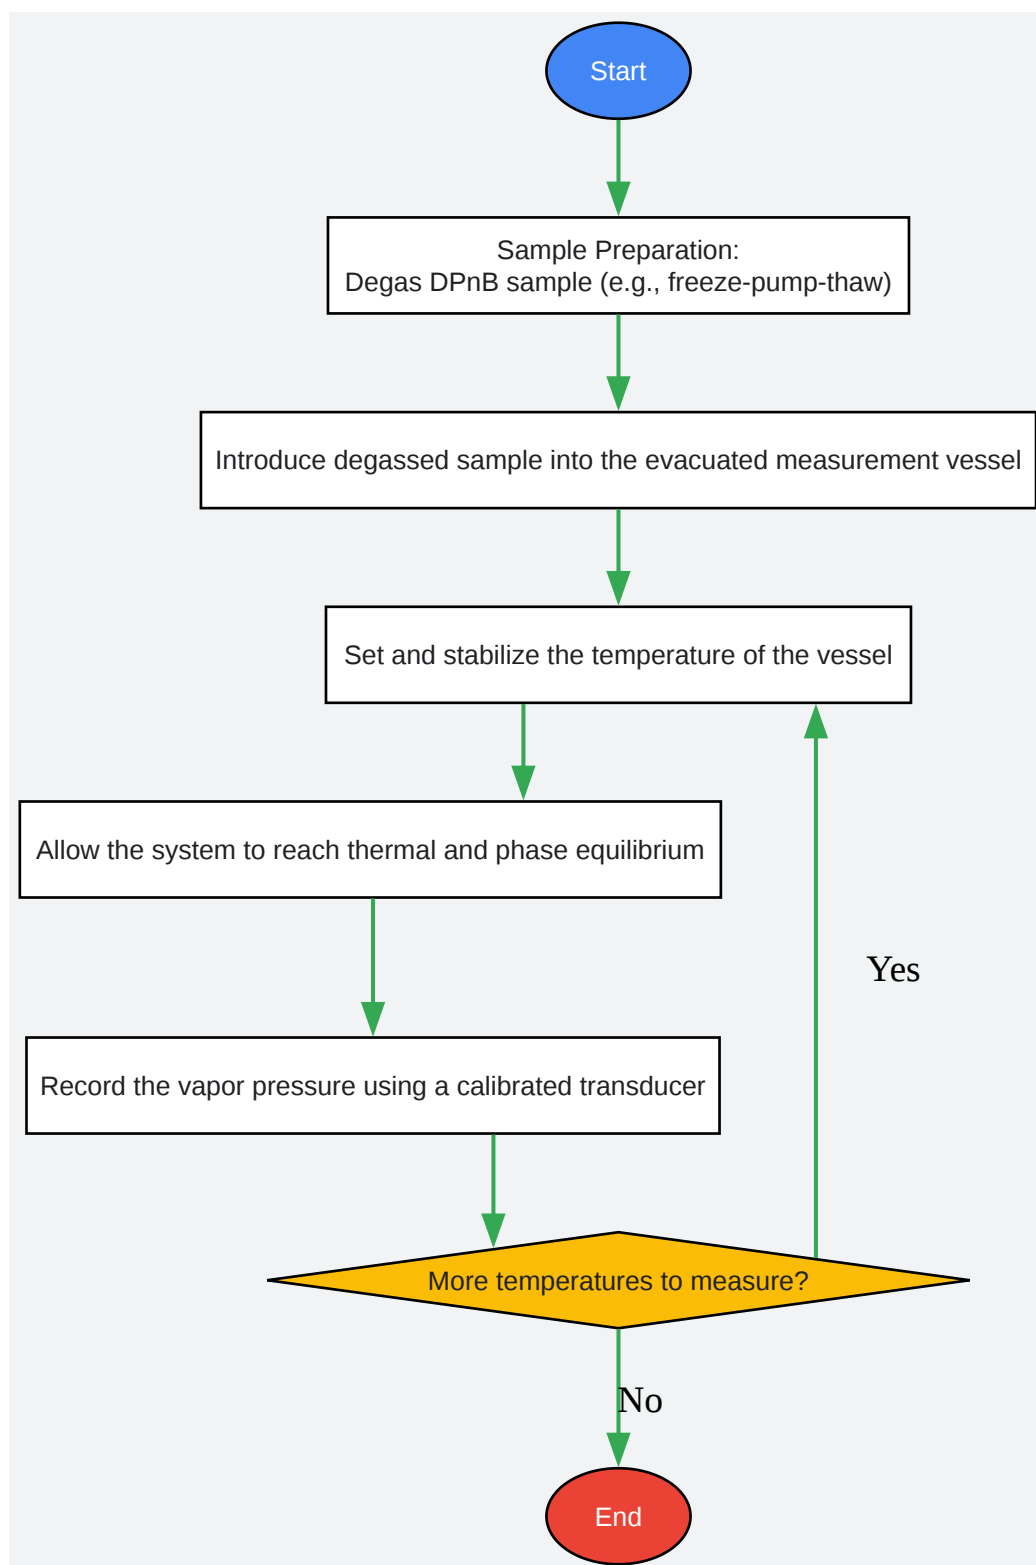 Start
Sample Preparation:
Degas DPnB sample (e.g., freeze-pump-thaw)
Introduce degassed sample into the evacuated measurement vessel
Set and stabilize the temperature of the vessel
Allow the system to reach thermal and phase equilibrium
Yes
Record the vapor pressure using a calibrated transducer
More temperatures to measure?
No
End